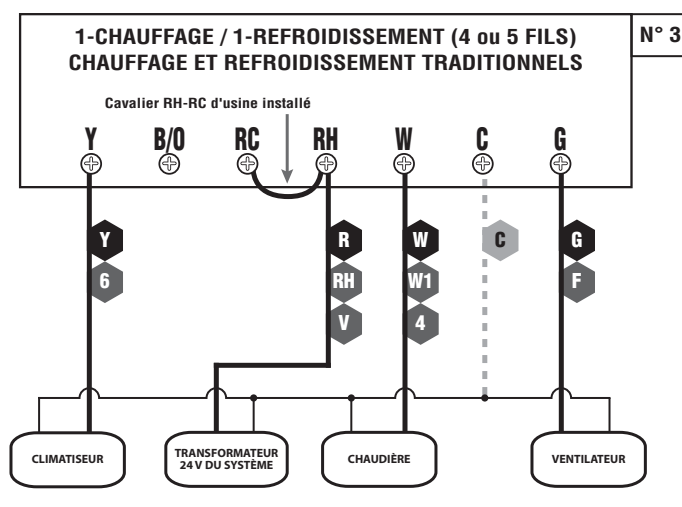 1-CHAUFFAGE / 1-REFROIDISSEMENT (4 ou 5 FILS)
CHAUFFAGE ET REFROIDISSEMENT TRADITIONNELS
N° 3
Cavalier RH-RC d'usine installé
Y B/O RC RH W C G
Y R W C G
6 RH W1 F
V 4
CLIMATISEUR
TRANSFORMATEUR
24 V DU SYSTÈME
CHAUDIÈRE
VENTILATEUR